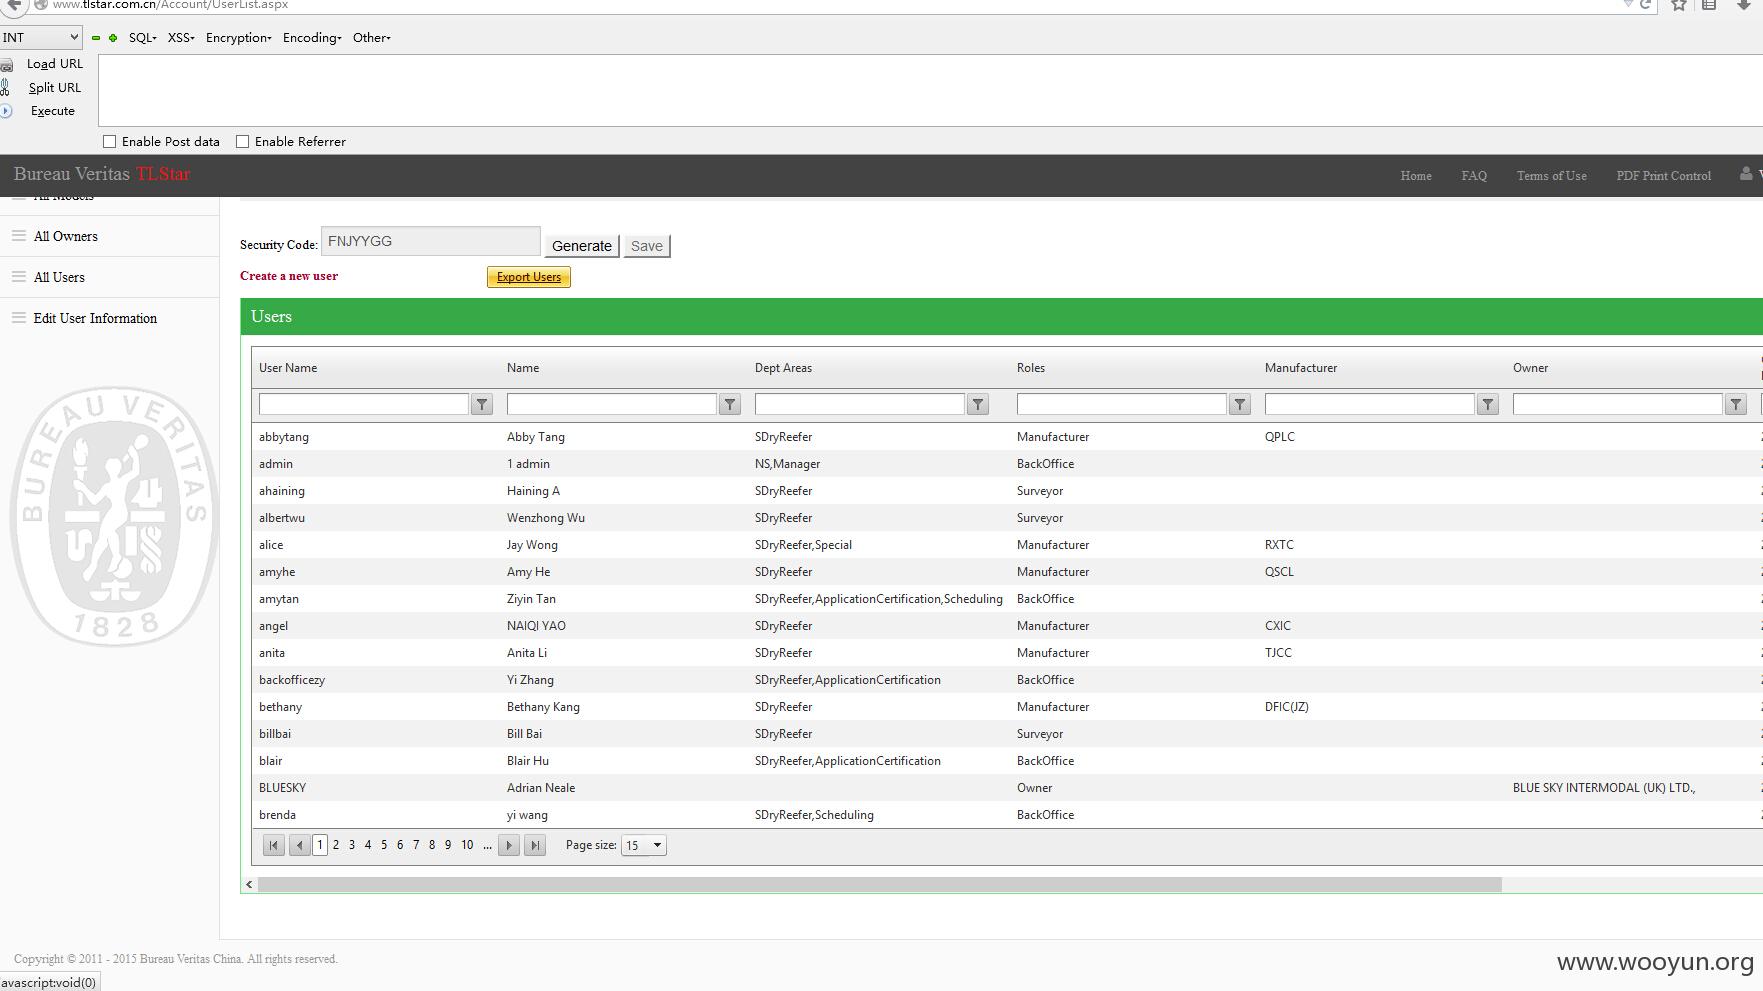 www.tlstar.com.cn/Account/UserList.aspx
INT SQL XSS Encryption Encoding Other
Load URL
Split URL
Execute
Enable Post data Enable Referrer
Bureau Veritas TLStar Home FAQ Terms of Use PDF Print Control
All Models
All Owners
All Users
Edit User Information
BUREAU VERITAS
1828
Security Code: FNJYYGG Generate Save
Create a new user Export Users
Users
User Name Name Dept Areas Roles Manufacturer Owner
abbytang Abby Tang SDryReefer Manufacturer QPLC
admin 1 admin NS,Manager BackOffice
ahaining Haining A SDryReefer Surveyor
albertwu Wenzhong Wu SDryReefer Surveyor
alice Jay Wong SDryReefer,Special Manufacturer RXTC
amyhe Amy He SDryReefer Manufacturer QSCL
amytan Ziyin Tan SDryReefer,ApplicationCertification,Scheduling BackOffice
angel NAIQI YAO SDryReefer Manufacturer CXIC
anita Anita Li SDryReefer Manufacturer TJCC
backofficezy Yi Zhang SDryReefer,ApplicationCertification BackOffice
bethany Bethany Kang SDryReefer Manufacturer DFIC(JZ)
billbai Bill Bai SDryReefer Surveyor
blair Blair Hu SDryReefer,ApplicationCertification BackOffice
BLUESKY Adrian Neale Owner BLUE SKY INTERMODAL (UK) LTD.,
brenda yi wang SDryReefer,Scheduling BackOffice
1 2 3 4 5 6 7 8 9 10 ... Page size: 15
Copyright © 2011 - 2015 Bureau Veritas China. All rights reserved.
avascript:void(0)
www.wooyun.org